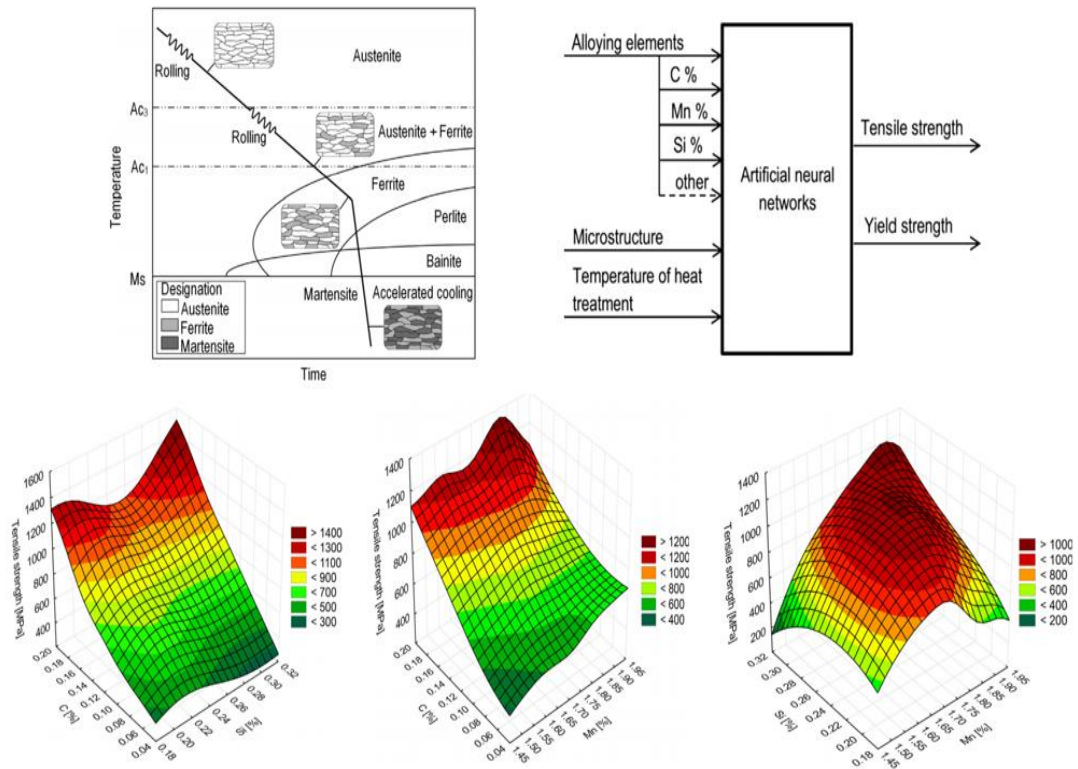 Austenite
Rolling
Ac3
Rolling
Austenite + Ferrite
Ac1
Ferrite
Perlite
Bainite
Temperature
Ms
Designation
Austenite
Ferrite
Martensite
Martensite
Accelerated cooling
Time
Alloying elements
C %
Mn %
Si %
other
Microstructure
Temperature of heat
treatment
Artificial neural
networks
Tensile strength
Yield strength
Tensile strength [MPa]
1600
1400
1200
1000
800
600
400
0.20
0.18
0.16
0.14
0.12
0.10
0.08
0.06
0.04
C [%]
0.18
0.20
0.22
0.24
0.26
0.28
0.30
0.32
Si [%]
> 1400
< 1300
< 1100
< 900
< 700
< 500
< 300
Tensile strength [MPa]
1400
1200
1000
800
600
400
0.20
0.18
0.16
0.14
0.12
0.10
0.08
0.06
0.04
C [%]
1.45
1.50
1.55
1.60
1.65
1.70
1.75
1.80
1.85
1.90
1.95
Mn [%]
> 1200
< 1200
< 1000
< 800
< 600
< 400
Tensile strength [MPa]
1400
1200
1000
800
600
400
200
0.32
0.30
0.28
0.26
0.24
0.22
0.20
0.18
Si [%]
1.45
1.50
1.55
1.60
1.65
1.70
1.75
1.80
1.85
1.90
1.95
Mn [%]
> 1000
< 1000
< 800
< 600
< 400
< 200